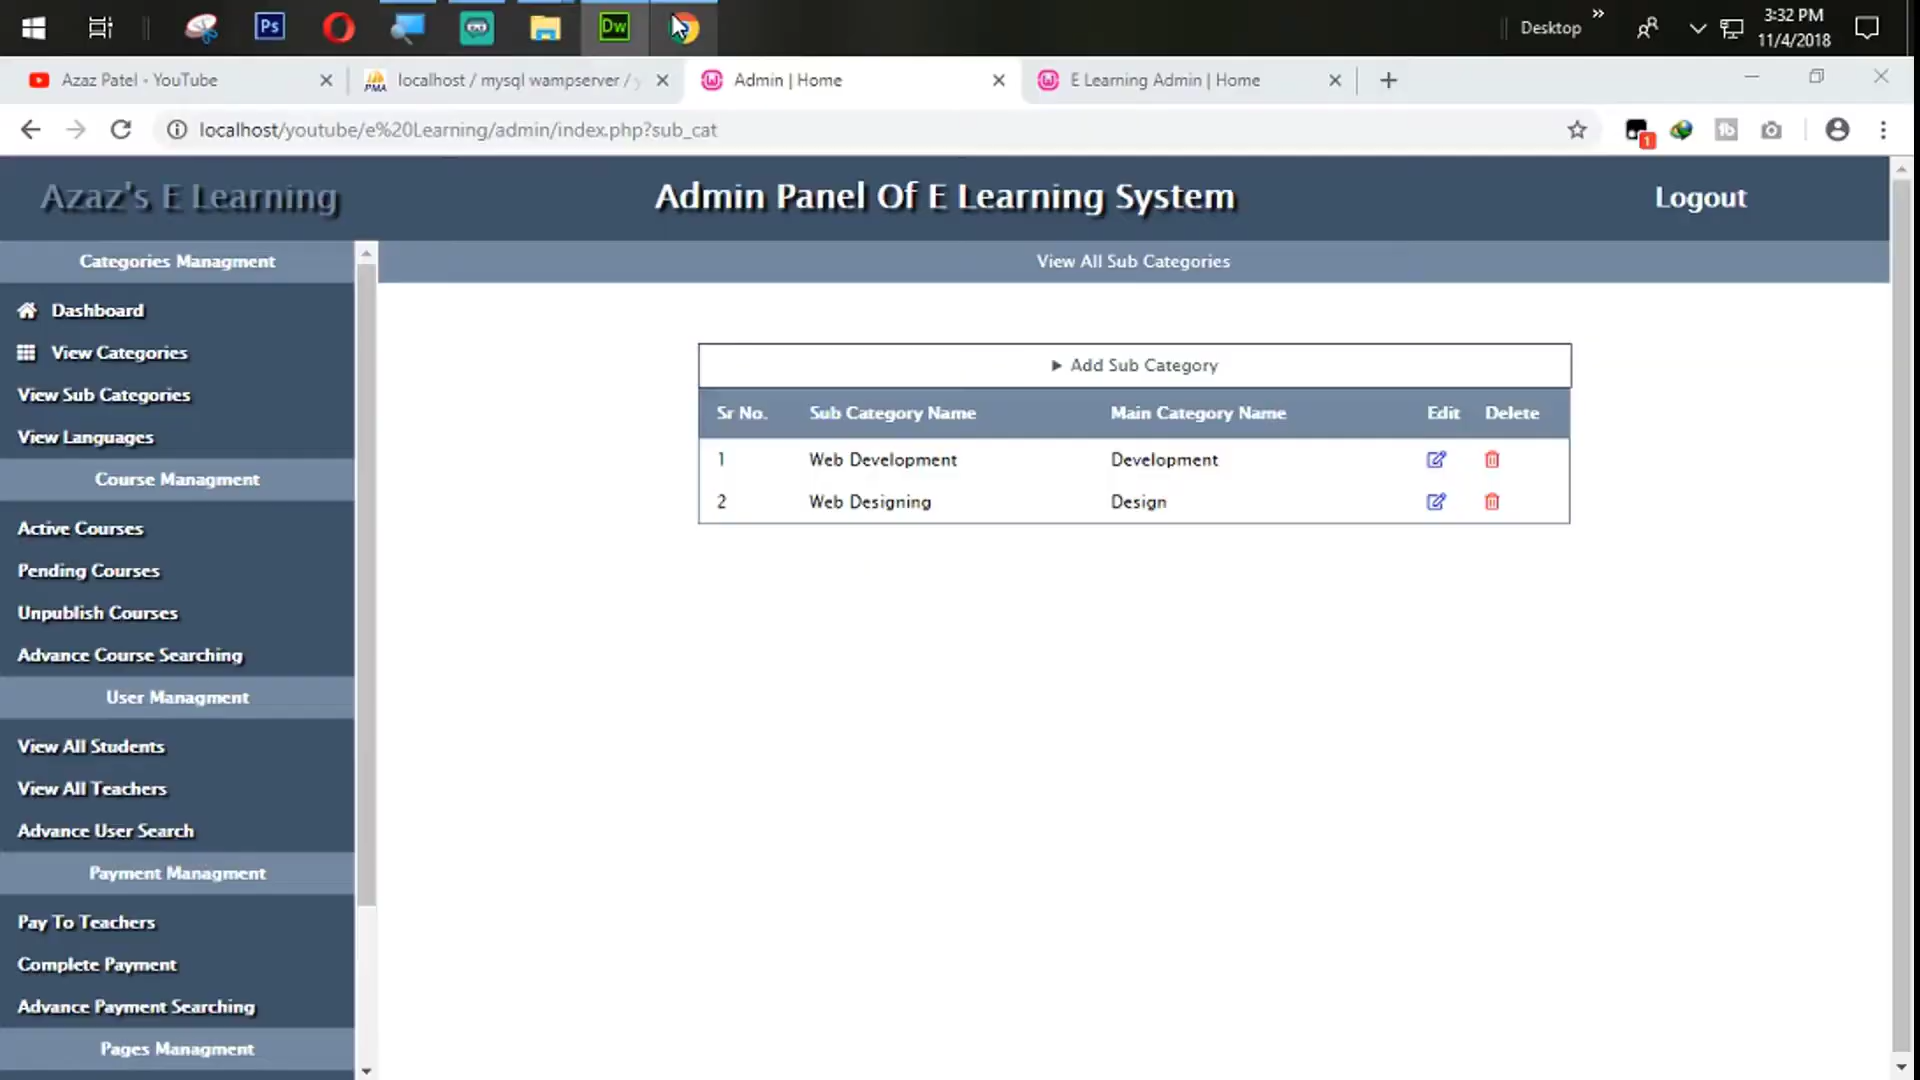 Ps
Dw
Desktop
»
3:32 PM
11/4/2018
Azaz Patel - YouTube
PMA
localhost / mysql wampserver /
Admin | Home
E Learning Admin | Home
localhost/youtube/e%20Learning/admin/index.php?sub_cat
1
Azaz's E Learning
Admin Panel Of E Learning System
Logout
Categories Managment
View All Sub Categories
Dashboard
View Categories
View Sub Categories
View Languages
Course Managment
Active Courses
Pending Courses
Unpublish Courses
Advance Course Searching
User Managment
View All Students
View All Teachers
Advance User Search
Payment Managment
Pay To Teachers
Complete Payment
Advance Payment Searching
Pages Managment
Add Sub Category
Sr No. Sub Category Name Main Category Name Edit Delete
1 Web Development Development
2 Web Designing Design